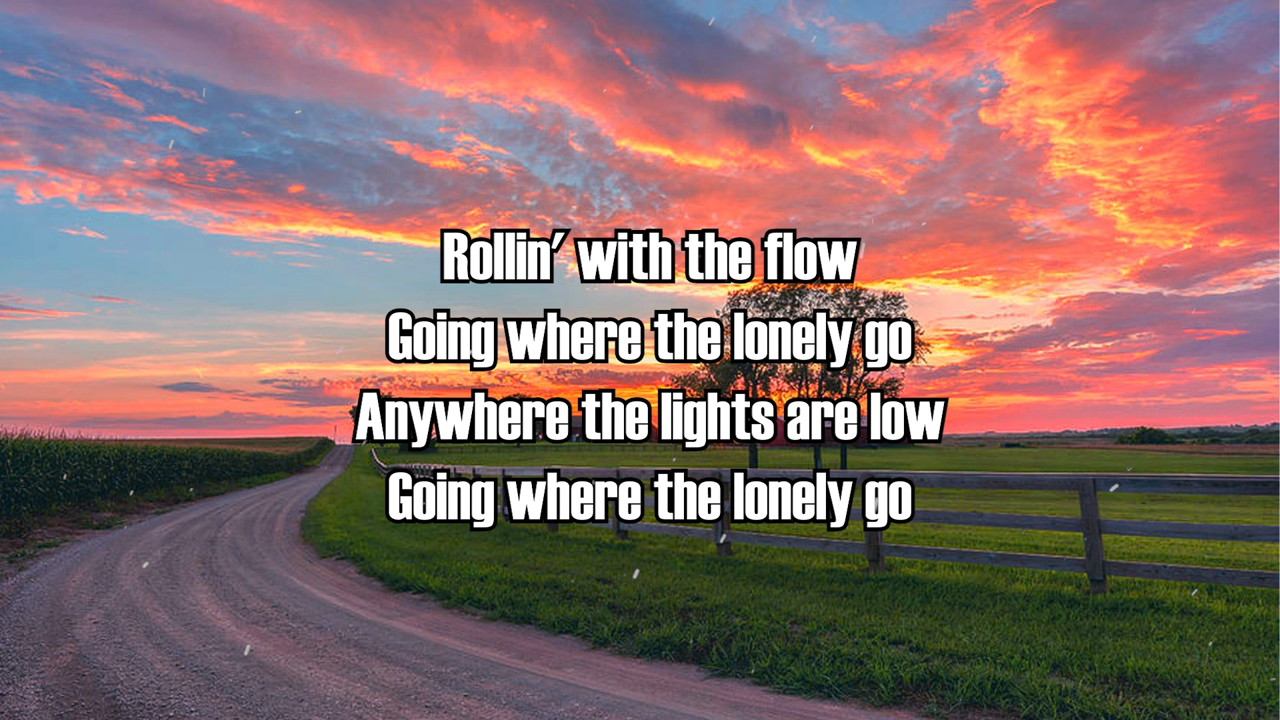 Rollin' with the flow
Going where the lonely go
Anywhere the lights are low
Going where the lonely go